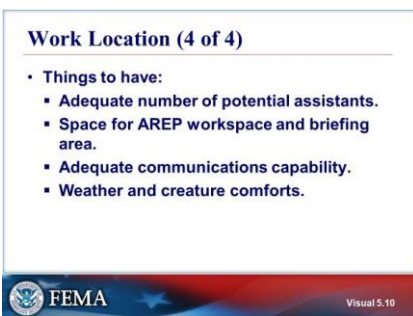 Work Location (4 of 4)
• Things to have:
▪ Adequate number of potential assistants.
▪ Space for AREP workspace and briefing
area.
▪ Adequate communications capability.
▪ Weather and creature comforts.
FEMA
Visual 5.10